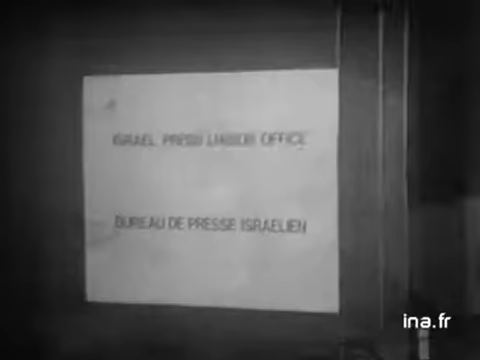 ISRAEL PRESS LIAISON OFFICE
BUREAU DE PRESSE ISRAELIEN
ina.fr